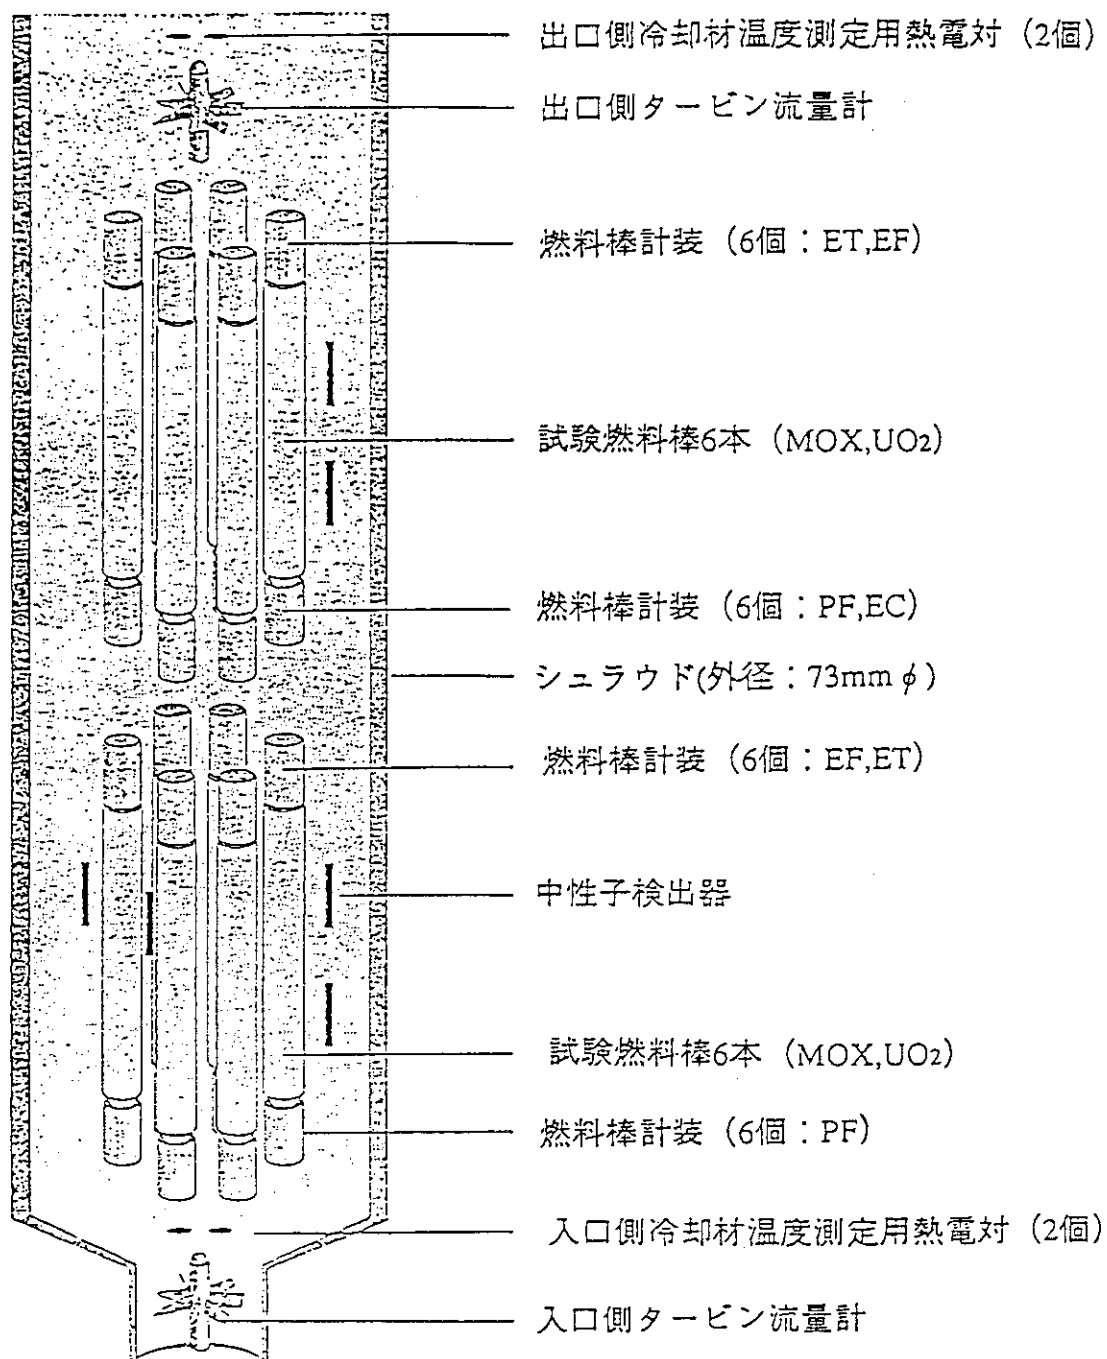 出口側冷却材温度測定用熱電対（2個）
出口側タービン流量計
燃料棒計装（6個：ET,EF）
試験燃料棒6本（MOX,UO2）
燃料棒計装（6個：PF,EC）
シュラウド(外径：73mmφ)
燃料棒計装（6個：EF,ET）
中性子検出器
試験燃料棒6本（MOX,UO2）
燃料棒計装（6個：PF）
入口側冷却材温度測定用熱電対（2個）
入口側タービン流量計